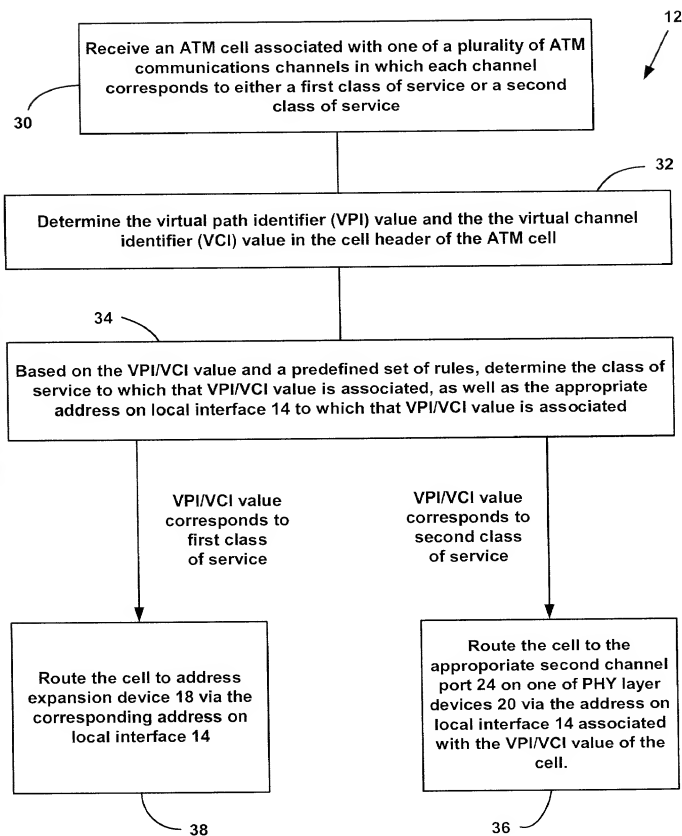 12
Receive an ATM cell associated with one of a plurality of ATM
communications channels in which each channel
corresponds to either a first class of service or a second
class of service
30
32
Determine the virtual path identifier (VPI) value and the the virtual channel
identifier (VCI) value in the cell header of the ATM cell
34
Based on the VPI/VCI value and a predefined set of rules, determine the class of
service to which that VPI/VCI value is associated, as well as the appropriate
address on local interface 14 to which that VPI/VCI value is associated
VPI/VCI value
corresponds to
first class
of service
VPI/VCI value
corresponds to
second class
of service
Route the cell to address
expansion device 18 via the
corresponding address on
local interface 14
38
Route the cell to the
approporiate second channel
port 24 on one of PHY layer
devices 20 via the address on
local interface 14 associated
with the VPI/VCI value of the
cell.
36